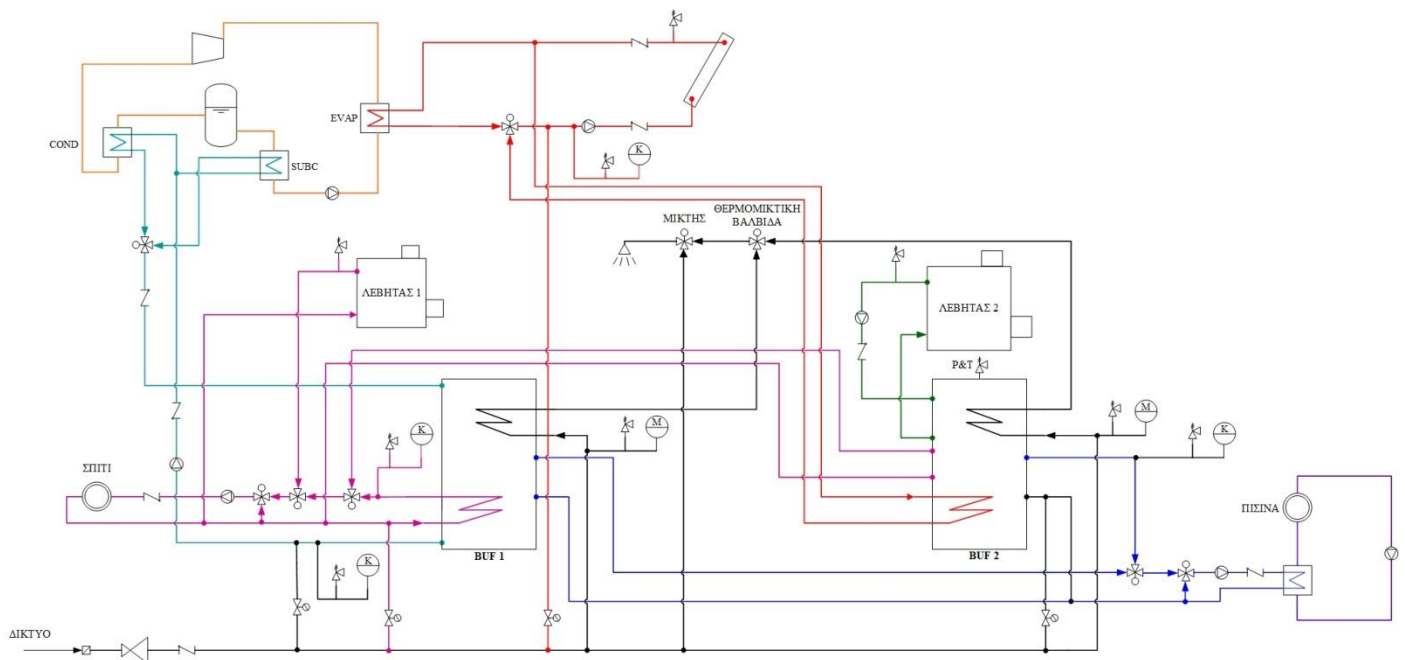 EVAP
COND
SUBC
K
ΘΕΡΜΟΜΙΚΤΙΚΗ
ΒΑΛΒΙΔΑ
ΜΙΚΤΗΣ
ΛΕΒΗΤΑΣ 1
ΛΕΒΗΤΑΣ 2
P&T
M
K
M
K
ΣΠΙΤΙ
ΠΙΣΙΝΑ
BUF 1
BUF 2
K
ΔΙΚΤΥΟ